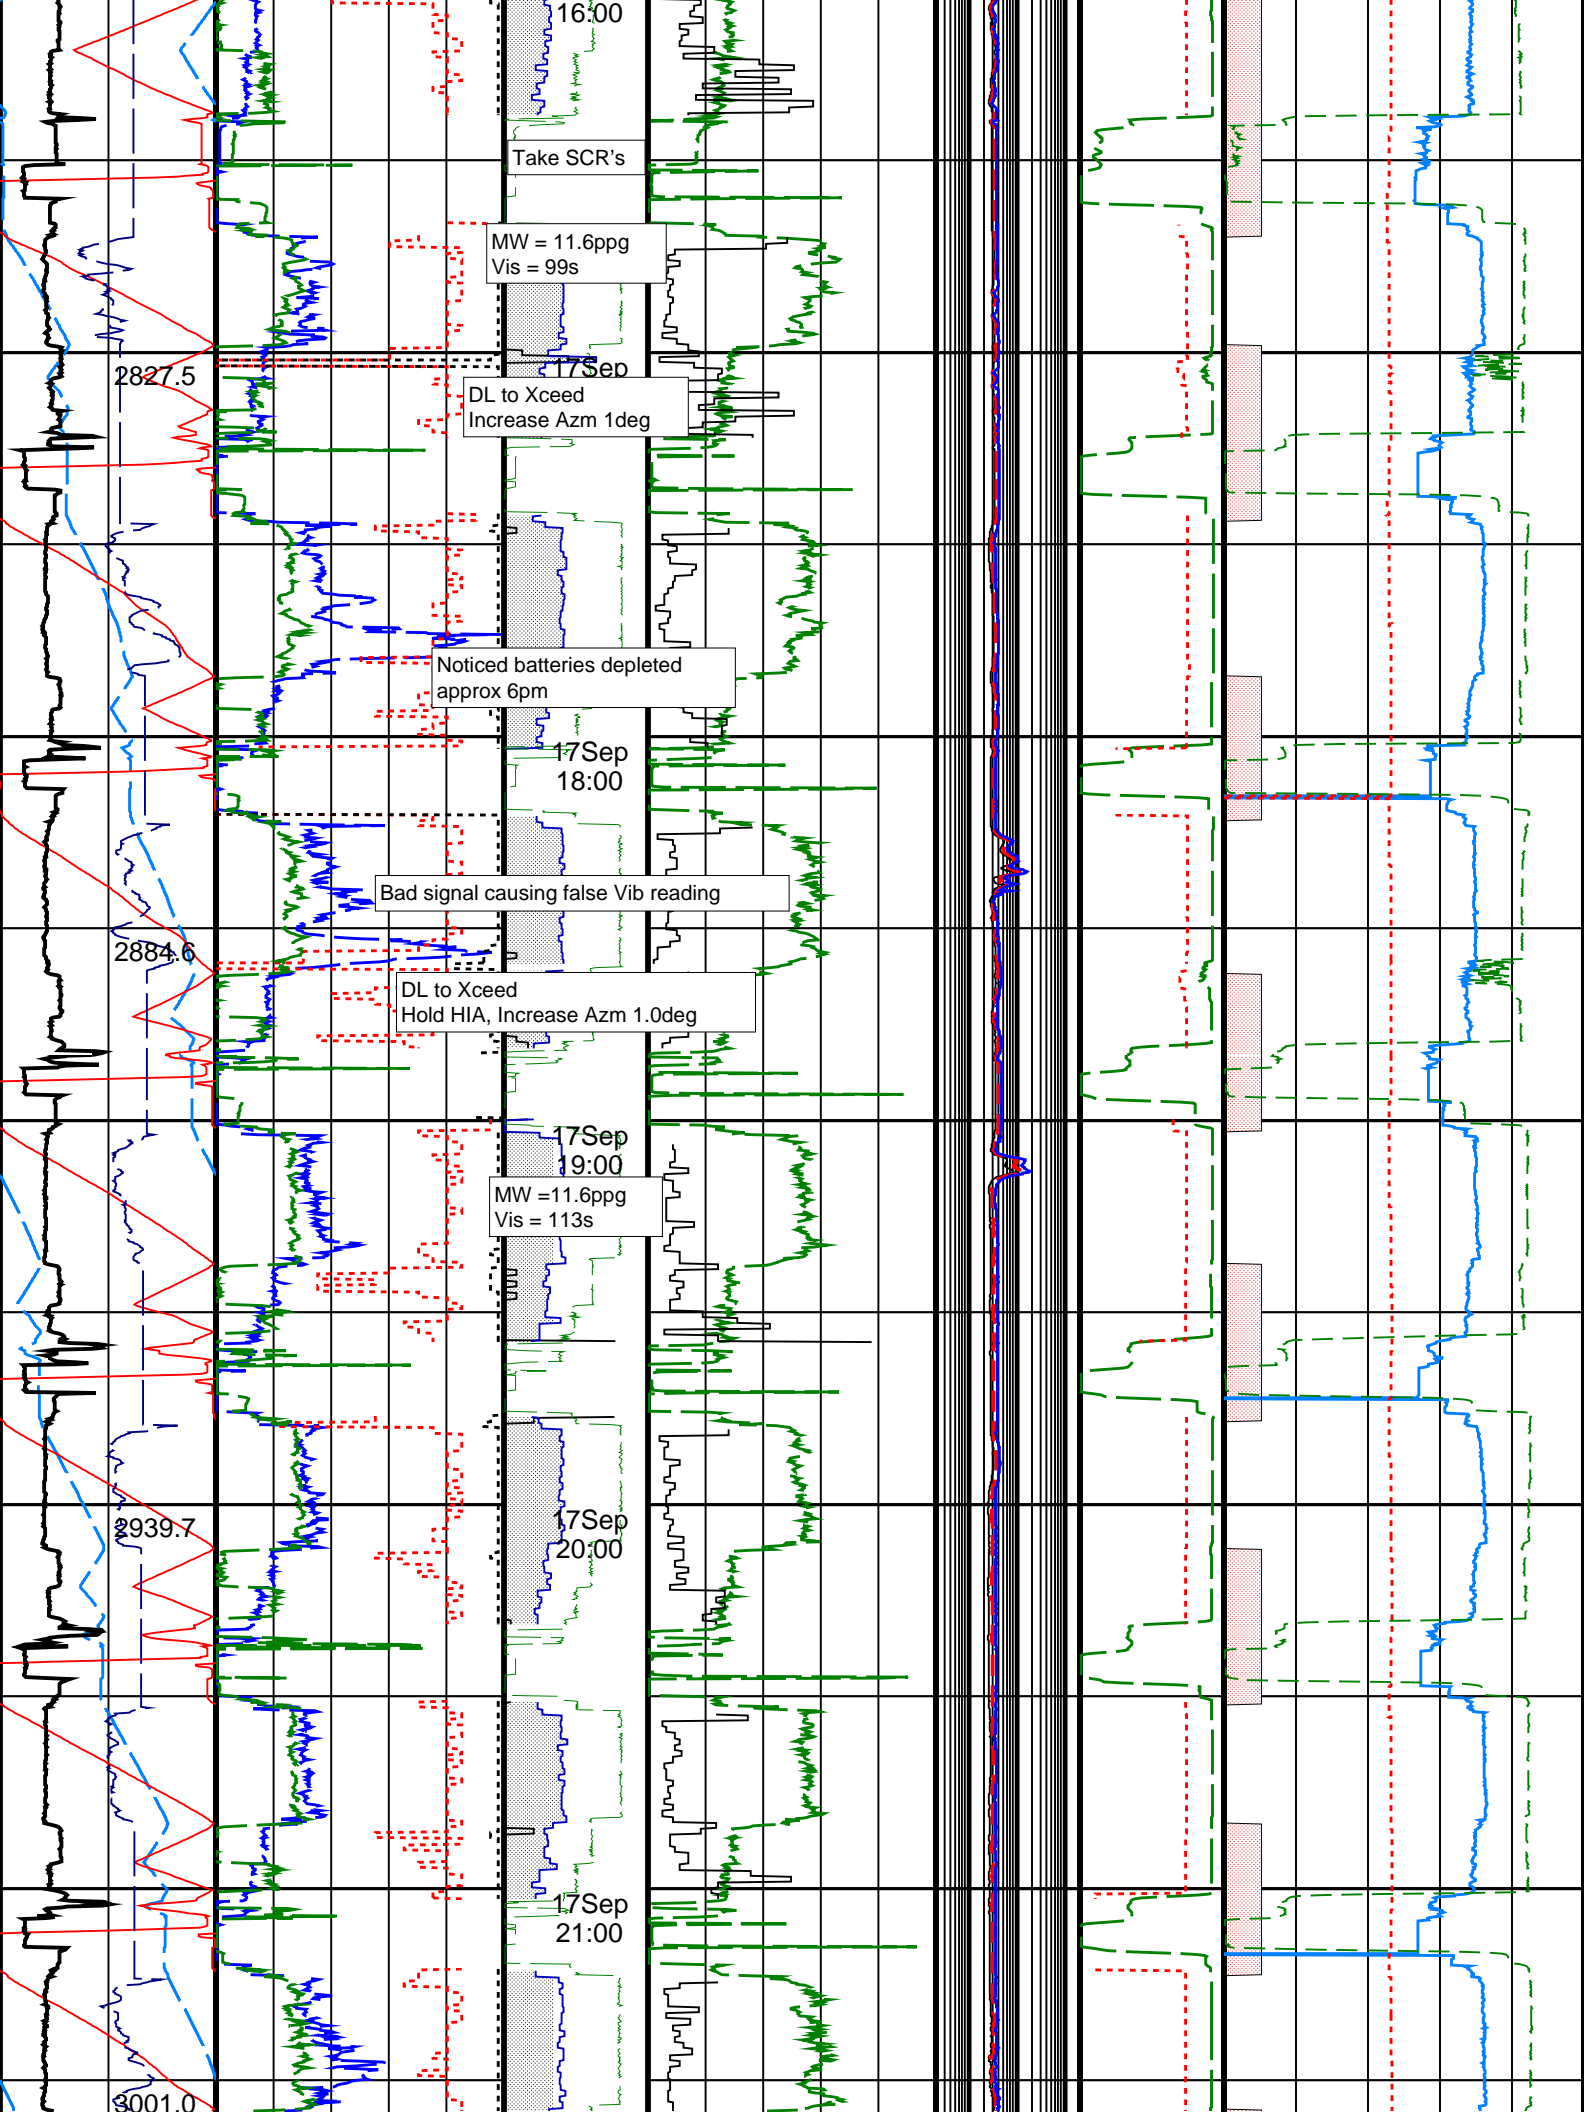 16:00
Take SCR's
MW = 11.6ppg
Vis = 99s
17Sep
2827.5
DL to Xceed
Increase Azm 1deg
Noticed batteries depleted
approx 6pm
17Sep
18:00
Bad signal causing false Vib reading
2884.6
DL to Xceed
Hold HIA, Increase Azm 1.0deg
17Sep
19:00
MW =11.6ppg
Vis = 113s
17Sep
20:00
2939.7
17Sep
21:00
3001.0